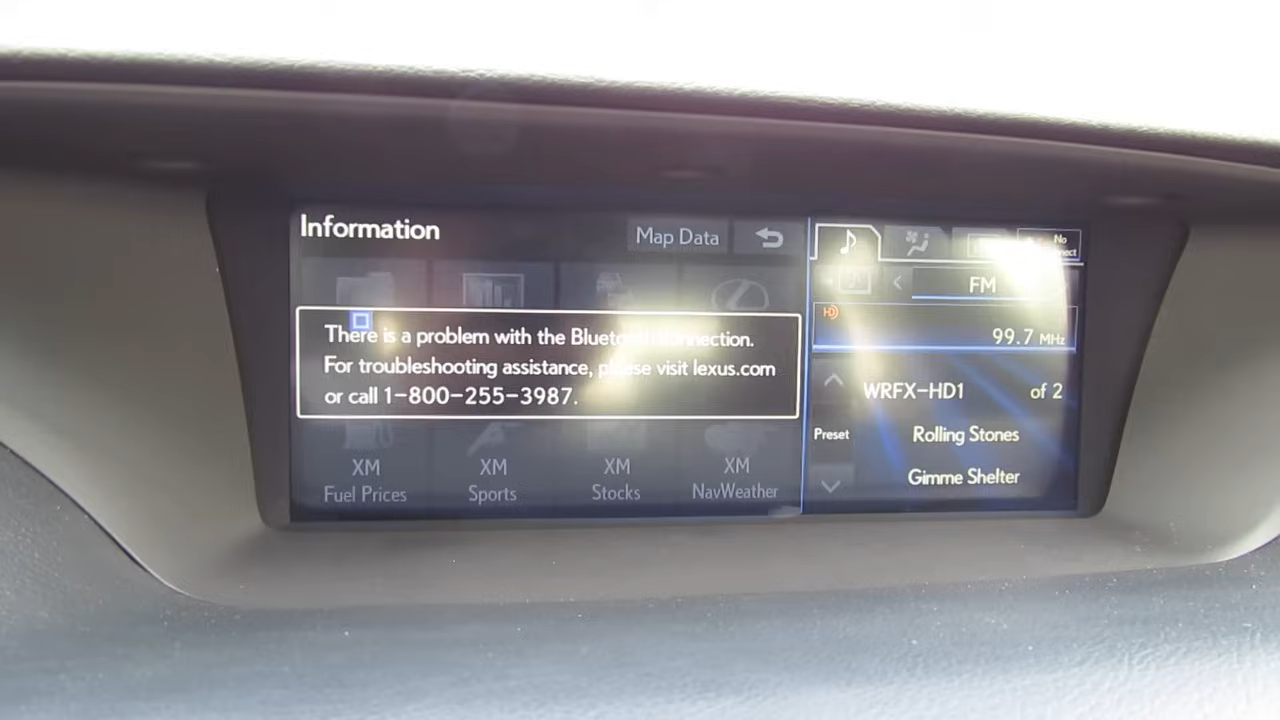 Information
Map Data
There is a problem with the Bluetooth connection.
For troubleshooting assistance, please visit lexus.com
or call 1-800-255-3987.
XM
Fuel Prices
XM
Sports
XM
Stocks
XM
NavWeather
No
FM
HD
99.7 MHz
WRFX-HD1 of 2
Preset
Rolling Stones
Gimme Shelter